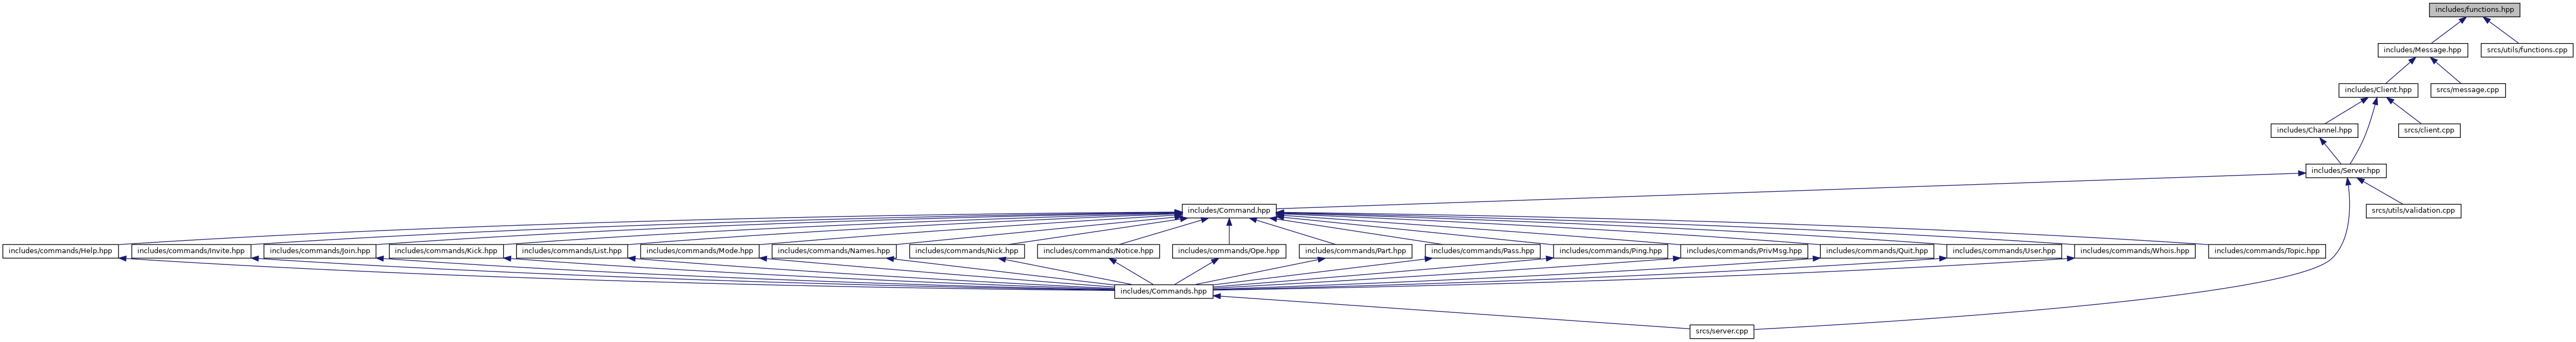 includes/functions.hpp
includes/Message.hpp
srcs/utils/functions.cpp
includes/Client.hpp
srcs/message.cpp
includes/Channel.hpp
srcs/client.cpp
includes/Server.hpp
includes/Command.hpp
srcs/utils/validation.cpp
includes/commands/Help.hpp
includes/commands/Invite.hpp
includes/commands/Join.hpp
includes/commands/Kick.hpp
includes/commands/List.hpp
includes/commands/Mode.hpp
includes/commands/Names.hpp
includes/commands/Nick.hpp
includes/commands/Notice.hpp
includes/commands/Ope.hpp
includes/commands/Part.hpp
includes/commands/Pass.hpp
includes/commands/Ping.hpp
includes/commands/PrivMsg.hpp
includes/commands/Quit.hpp
includes/commands/User.hpp
includes/commands/Whois.hpp
includes/commands/Topic.hpp
includes/Commands.hpp
srcs/server.cpp